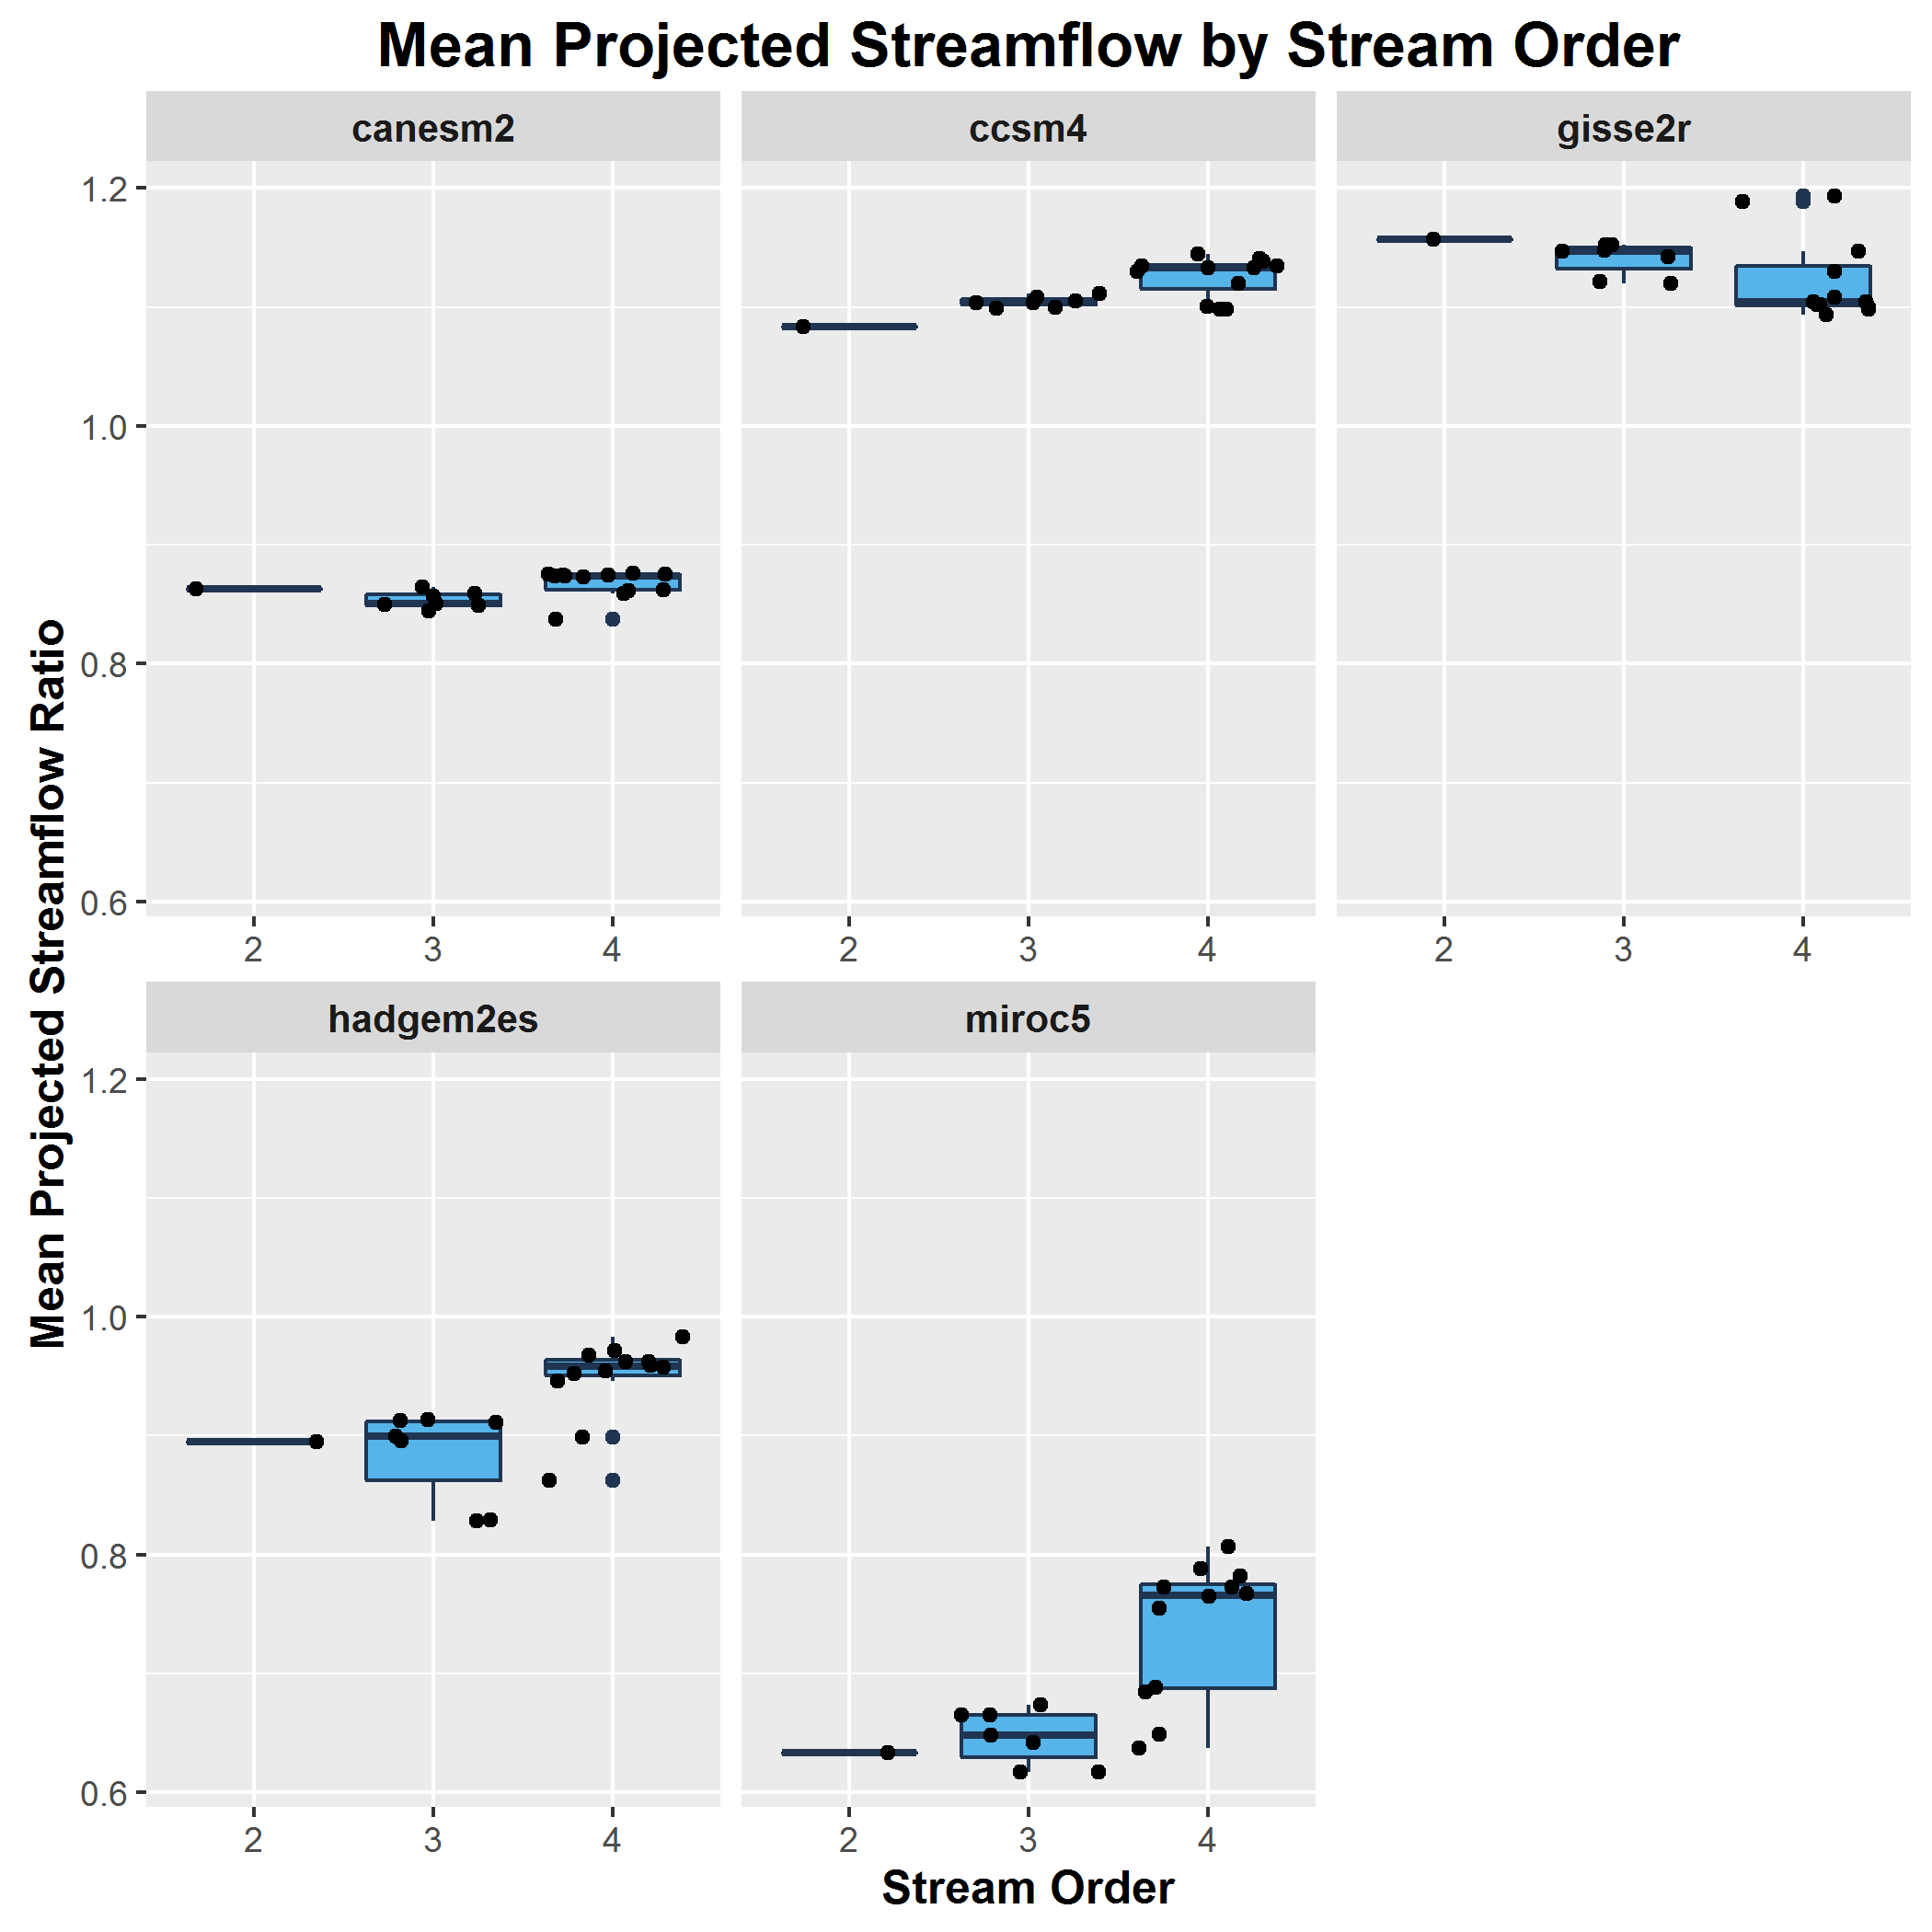 Mean Projected Streamflow by Stream Order
canesm2
ccsm4
gisse2r
1.2
1.0
0.8
0.6
2 3 4
2 3 4
2 3 4
Mean Projected Streamflow Ratio
hadgem2es
miroc5
1.2
1.0
0.8
0.6
2 3 4
2 3 4
Stream Order